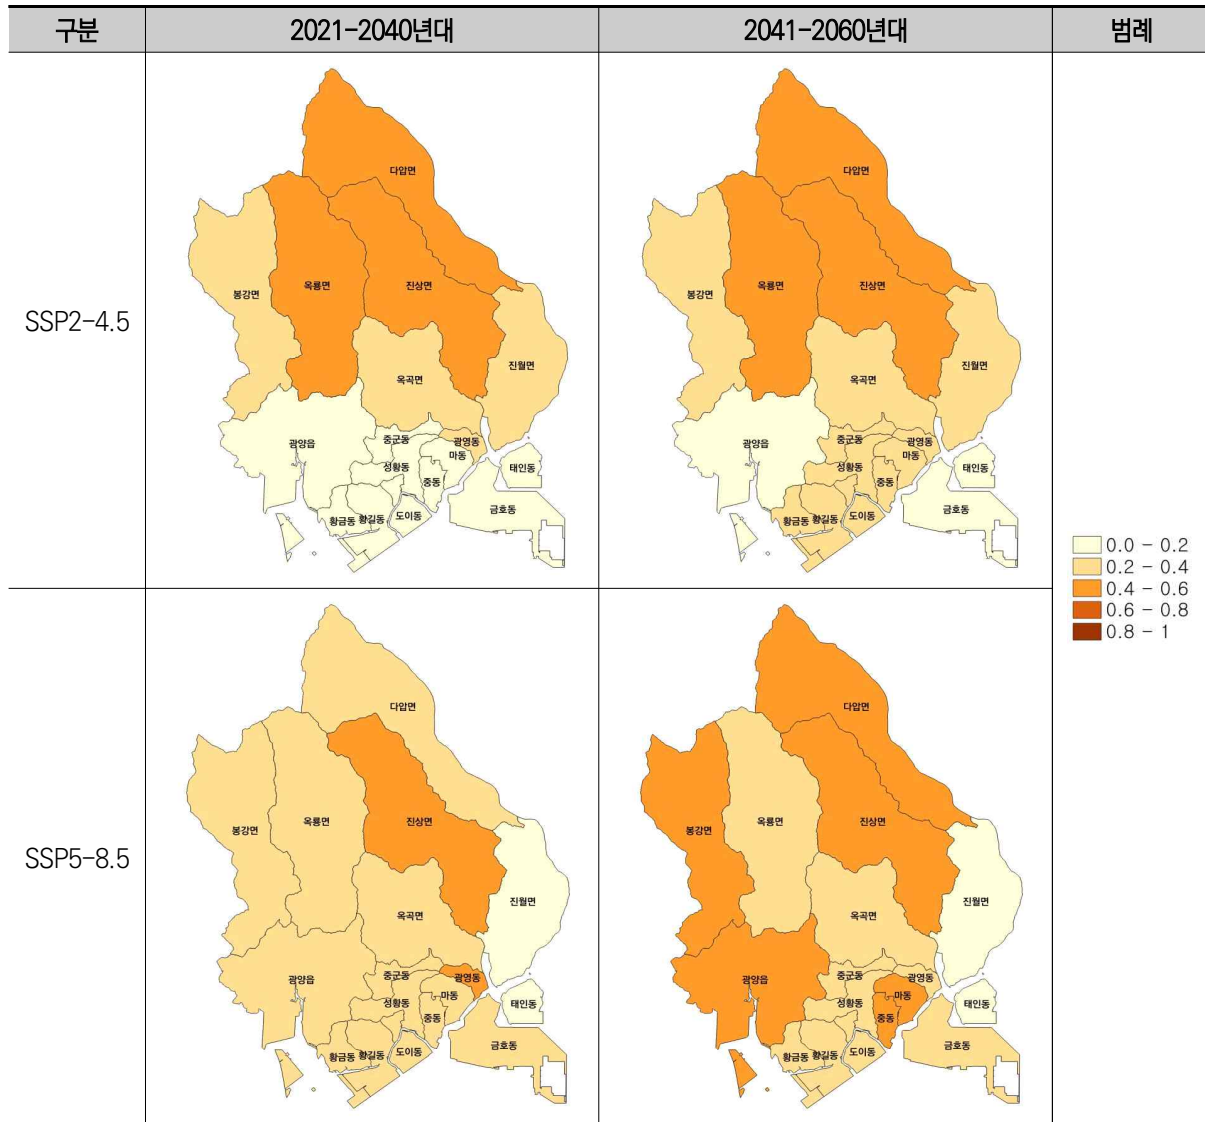 구분 2021-2040년대 2041-2060년대 범례
SSP2-4.5
다압면
봉강면 옥룡면 진상면
진월면
옥곡면
광양읍 중군동 광영동
마동
성황동 태인동
중동
황금동 황길동 도이동 금호동
다압면
봉강면 옥룡면 진상면
진월면
옥곡면
광양읍 중군동 광영동
마동
성황동 태인동
중동
황금동 황길동 도이동 금호동
0.0 - 0.2
0.2 - 0.4
0.4 - 0.6
0.6 - 0.8
0.8 - 1
SSP5-8.5
다압면
봉강면 옥룡면 진상면
진월면
옥곡면
광양읍 중군동 광영동
마동
성황동 태인동
중동
황금동 황길동 도이동 금호동
다압면
봉강면 옥룡면 진상면
진월면
옥곡면
광양읍 중군동 광영동
마동
성황동 태인동
중동
황금동 황길동 도이동 금호동